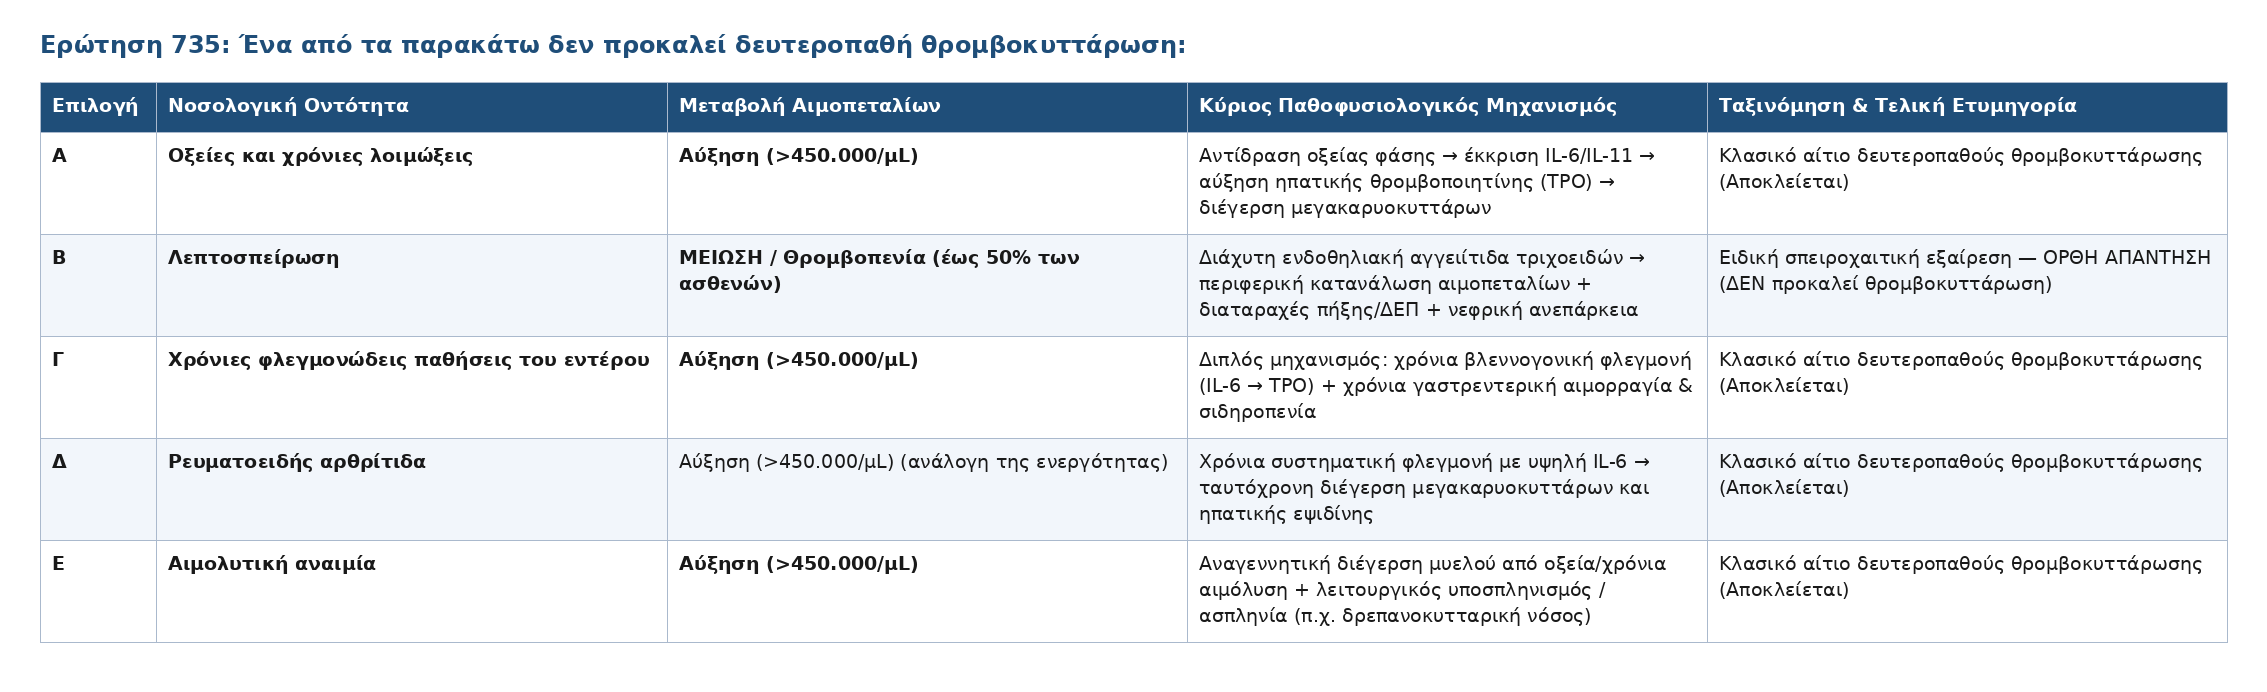 Ερώτηση 735: Ένα από τα παρακάτω δεν προκαλεί δευτεροπαθή θρομβοκυττάρωση:
Επιλογή Νοσολογική Οντότητα Μεταβολή Αιμοπεταλίων Κύριος Παθοφυσιολογικός Μηχανισμός Ταξινόμηση & Τελική Ετυμηγορία
Α Οξείες και χρόνιες λοιμώξεις Αύξηση (>450.000/μL) Αντίδραση οξείας φάσης → έκκριση IL-6/IL-11 → Κλασικό αίτιο δευτεροπαθούς θρομβοκυττάρωσης
αύξηση ηπατικής θρομβοποιητίνης (TPO) → (Αποκλείεται)
διέγερση μεγακαρυοκυττάρων
Β Λεπτοσπείρωση ΜΕΙΩΣΗ / Θρομβοπενία (έως 50% των Διάχυτη ενδοθηλιακή αγγειίτιδα τριχοειδών → Ειδική σπειροχαιτική εξαίρεση — ΟΡΘΗ ΑΠΑΝΤΗΣΗ
ασθενών) περιφερική κατανάλωση αιμοπεταλίων + (ΔΕΝ προκαλεί θρομβοκυττάρωση)
διαταραχές πήξης/ΔΕΠ + νεφρική ανεπάρκεια
Γ Χρόνιες φλεγμονώδεις παθήσεις του εντέρου Αύξηση (>450.000/μL) Διπλός μηχανισμός: χρόνια βλεννογονική φλεγμονή Κλασικό αίτιο δευτεροπαθούς θρομβοκυττάρωσης
(IL-6 → TPO) + χρόνια γαστρεντερική αιμορραγία & (Αποκλείεται)
σιδηροπενία
Δ Ρευματοειδής αρθρίτιδα Αύξηση (>450.000/μL) (ανάλογη της ενεργότητας) Χρόνια συστηματική φλεγμονή με υψηλή IL-6 → Κλασικό αίτιο δευτεροπαθούς θρομβοκυττάρωσης
ταυτόχρονη διέγερση μεγακαρυοκυττάρων και (Αποκλείεται)
ηπατικής εψιδίνης
Ε Αιμολυτική αναιμία Αύξηση (>450.000/μL) Αναγεννητική διέγερση μυελού από οξεία/χρόνια Κλασικό αίτιο δευτεροπαθούς θρομβοκυττάρωσης
αιμόλυση + λειτουργικός υποσπληνισμός / (Αποκλείεται)
ασπληνία (π.χ. δρεπανοκυτταρική νόσος)